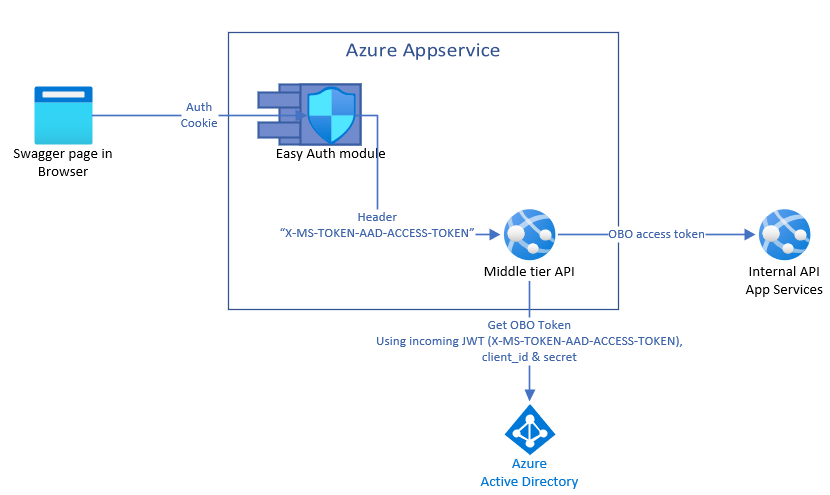 Azure Appservice
Auth
Cookie
Swagger page in
Browser
Easy Auth module
Header
“X-MS-TOKEN-AAD-ACCESS-TOKEN”
OBO access token
Middle tier API
Internal API
App Services
Get OBO Token
Using incoming JWT (X-MS-TOKEN-AAD-ACCESS-TOKEN),
client_id & secret
Azure
Active Directory